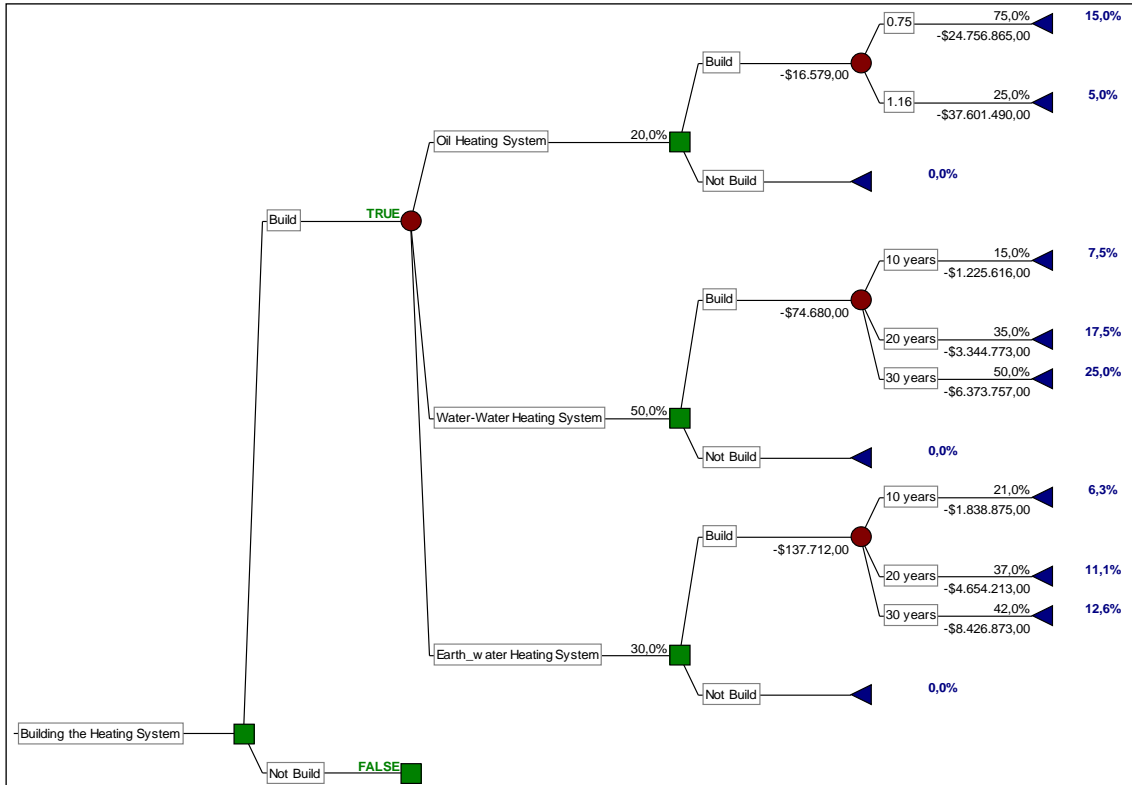 0.75 75,0% 15,0%
-$24.756.865,00
Build
-$16.579,00
1.16 25,0% 5,0%
-$37.601.490,00
Oil Heating System 20,0%
Not Build 0,0%
Build TRUE
10 years 15,0% 7,5%
-$1.225.616,00
Build
-$74.680,00
20 years 35,0% 17,5%
-$3.344.773,00
30 years 50,0% 25,0%
-$6.373.757,00
Water-Water Heating System 50,0%
Not Build 0,0%
10 years 21,0% 6,3%
-$1.838.875,00
Build
-$137.712,00
20 years 37,0% 11,1%
-$4.654.213,00
30 years 42,0% 12,6%
-$8.426.873,00
Earth_water Heating System 30,0%
Not Build 0,0%
Building the Heating System
Not Build FALSE